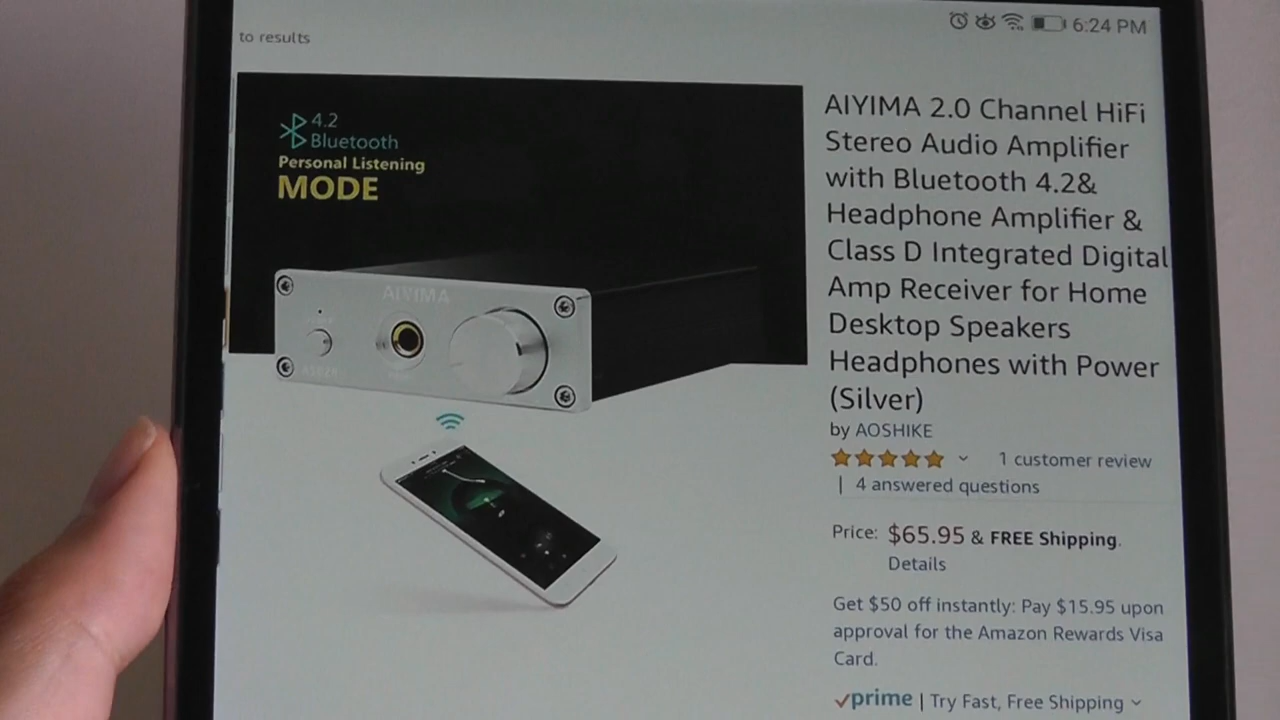 6:24 PM
to results
4.2
Bluetooth
Personal Listening
MODE
AIYIMA
AIYIMA 2.0 Channel HiFi
Stereo Audio Amplifier
with Bluetooth 4.2&
Headphone Amplifier &
Class D Integrated Digital
Amp Receiver for Home
Desktop Speakers
Headphones with Power
(Silver)
by AOSHIKE
1 customer review
| 4 answered questions
Price: $65.95 & FREE Shipping.
Details
Get $50 off instantly: Pay $15.95 upon
approval for the Amazon Rewards Visa
Card.
prime | Try Fast, Free Shipping